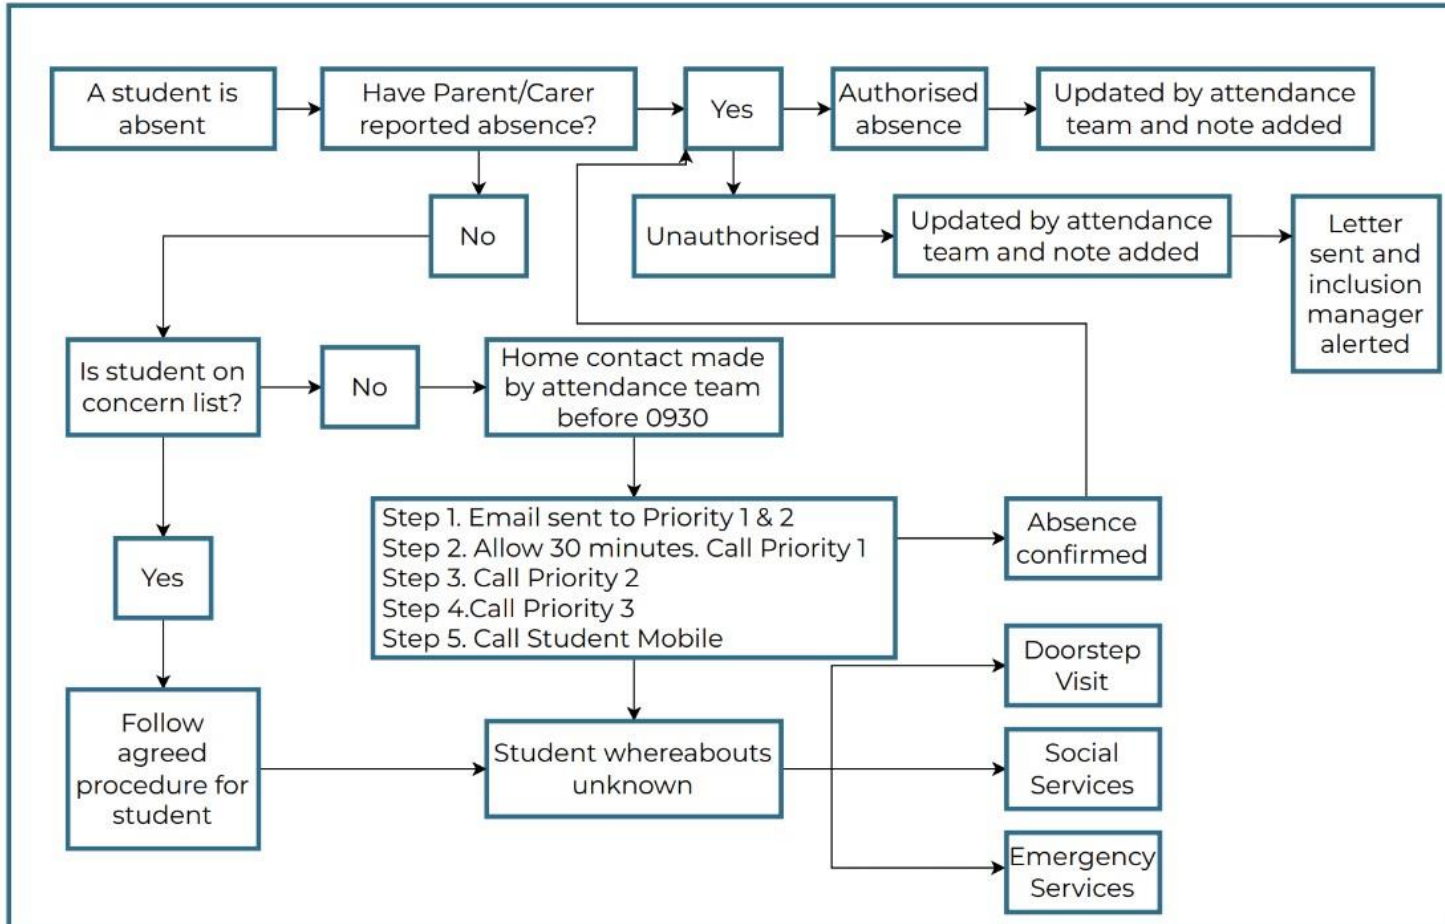 A student is
absent
Have Parent/Carer
reported absence?
Yes
Authorised
absence
Updated by attendance
team and note added
No
Unauthorised
Updated by attendance
team and note added
Letter
sent and
inclusion
manager
alerted
Is student on
concern list?
No
Home contact made
by attendance team
before 0930
Step 1. Email sent to Priority 1 & 2
Step 2. Allow 30 minutes. Call Priority 1
Step 3. Call Priority 2
Step 4.Call Priority 3
Step 5. Call Student Mobile
Absence
confirmed
Yes
Follow
agreed
procedure for
student
Student whereabouts
unknown
Doorstep
Visit
Social
Services
Emergency
Services